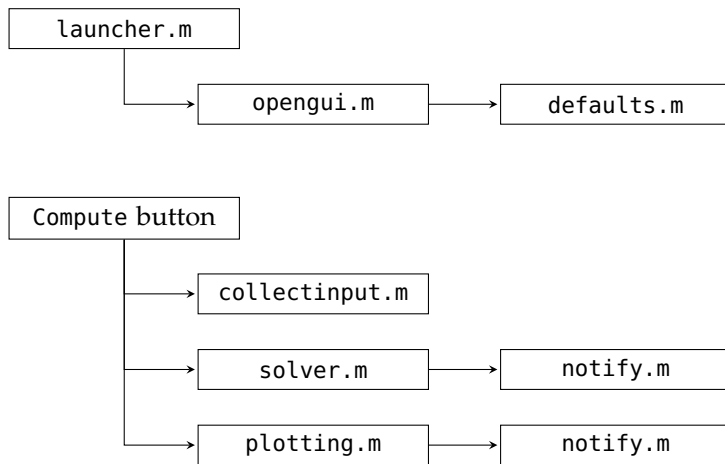 launcher.m
opengui.m
defaults.m
Compute button
collectinput.m
solver.m
notify.m
plotting.m
notify.m